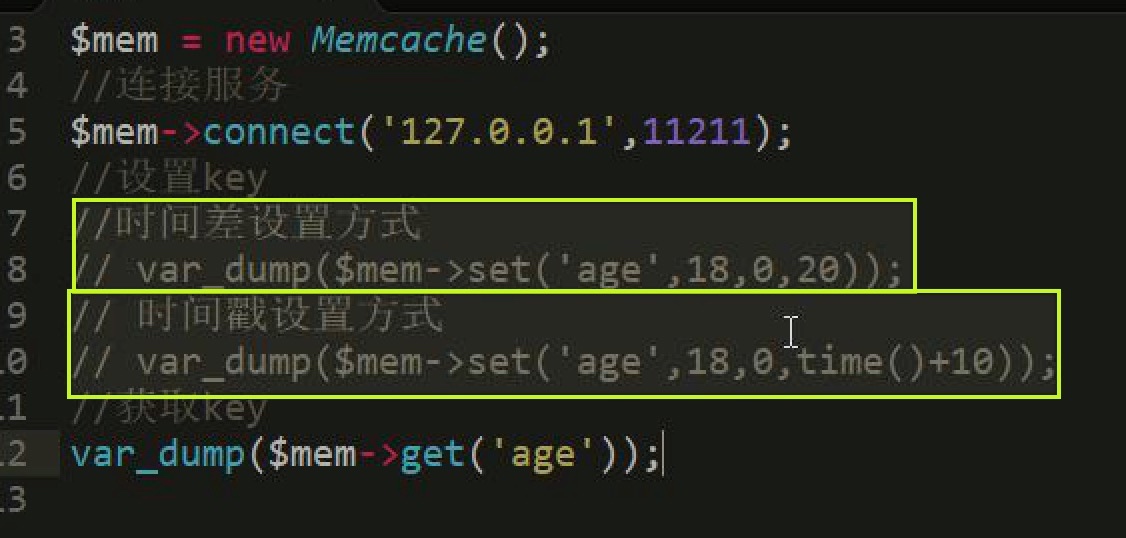 3 $mem = new Memcache();
4 //连接服务
5 $mem->connect('127.0.0.1',11211);
6 //设置key
7 //时间差设置方式
8 // var_dump($mem->set('age',18,0,20));
9 // 时间戳设置方式
10 // var_dump($mem->set('age',18,0,time()+10));
11 //获取key
12 var_dump($mem->get('age'));
13